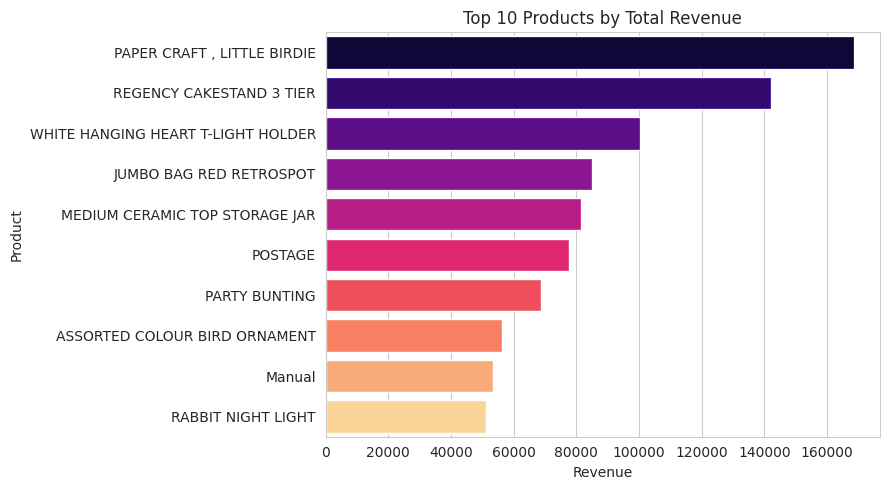 Top 10 Products by Total Revenue
Product
PAPER CRAFT , LITTLE BIRDIE
REGENCY CAKESTAND 3 TIER
WHITE HANGING HEART T-LIGHT HOLDER
JUMBO BAG RED RETROSPOT
MEDIUM CERAMIC TOP STORAGE JAR
POSTAGE
PARTY BUNTING
ASSORTED COLOUR BIRD ORNAMENT
Manual
RABBIT NIGHT LIGHT
0 20000 40000 60000 80000 100000 120000 140000 160000
Revenue